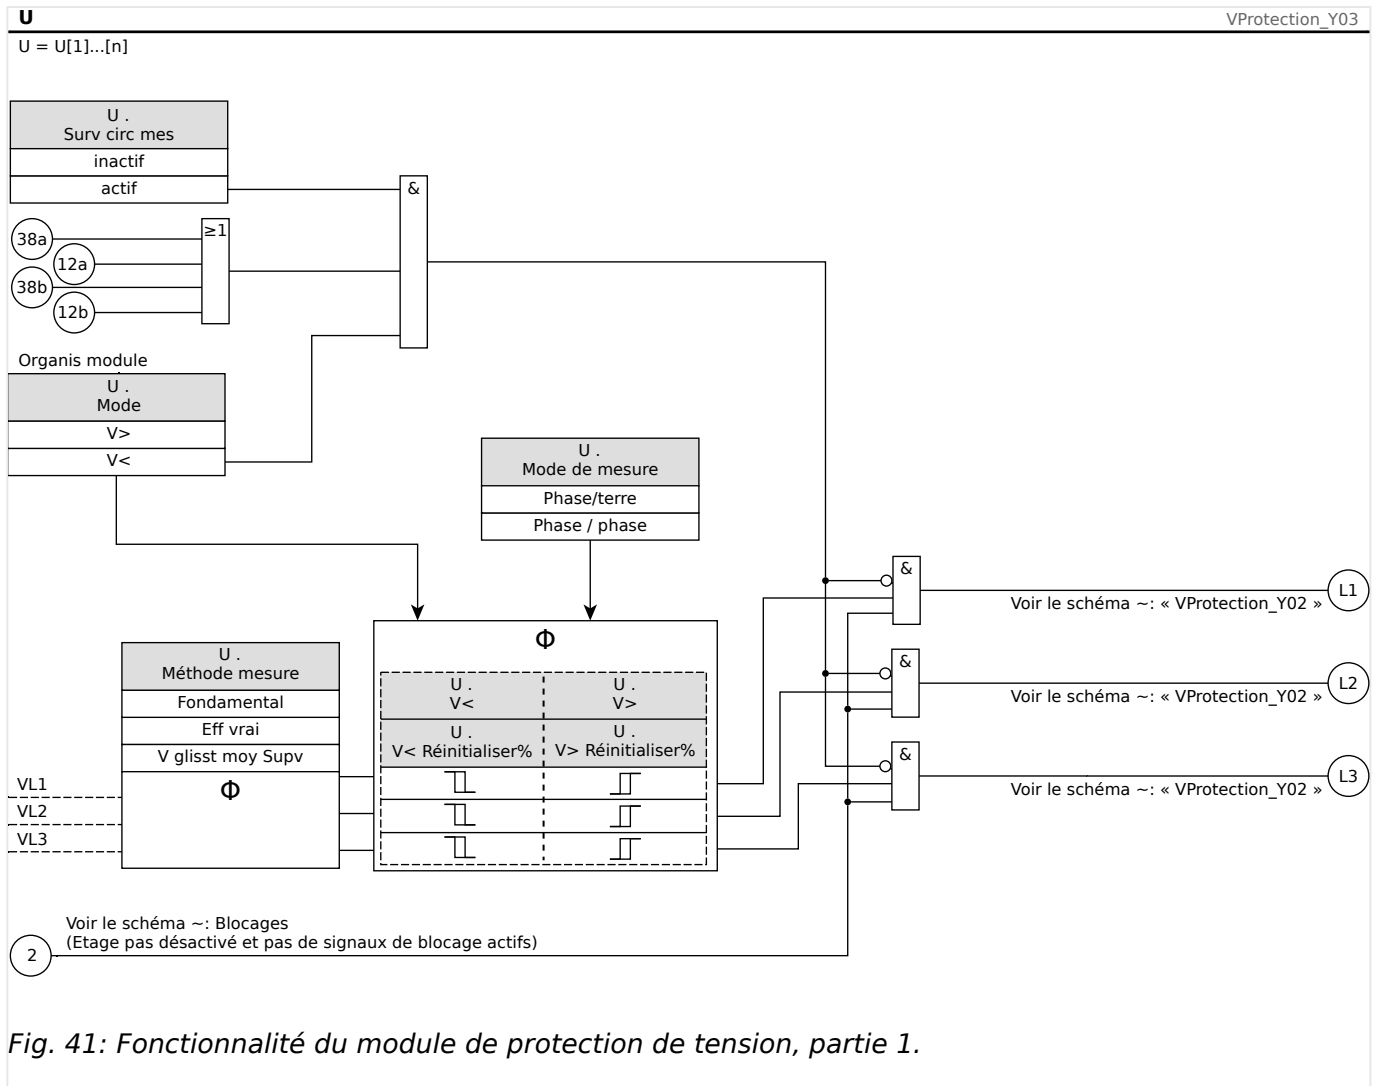 U
VProtection_Y03
U = U[1]...[n]
U .
Surv circ mes
inactif
actif
&
38a
≥1
12a
38b
12b
Organis module
U .
Mode
V>
V<
U .
Mode de mesure
Phase/terre
Phase / phase
&
L1
Voir le schéma ~: « VProtection_Y02 »
Φ
U .
Méthode mesure
Fondamental
Eff vrai
V glisst moy Supv
Φ
U .
V<
U .
V>
U .
V< Réinitialiser%
U .
V> Réinitialiser%
&
L2
Voir le schéma ~: « VProtection_Y02 »
&
L3
Voir le schéma ~: « VProtection_Y02 »
VL1
VL2
VL3
Voir le schéma ~: Blocages
(Etage pas désactivé et pas de signaux de blocage actifs)
2
Fig. 41: Fonctionnalité du module de protection de tension, partie 1.